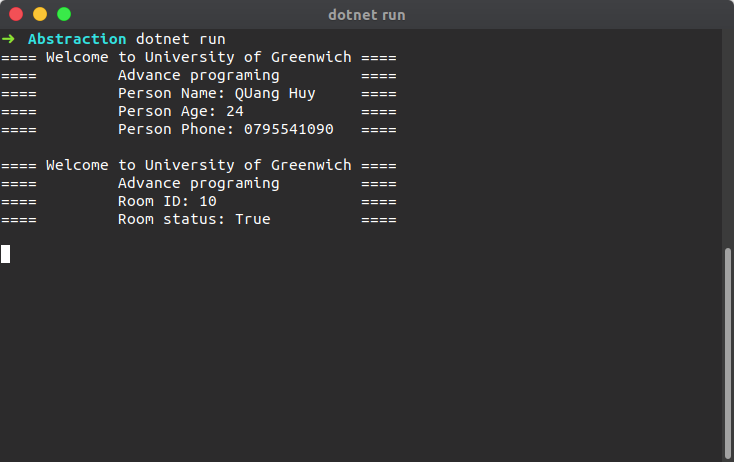 dotnet run
➜ Abstraction dotnet run
==== Welcome to University of Greenwich ====
====         Advance programing         ====
====         Person Name: QUang Huy     ====
====         Person Age: 24             ====
====         Person Phone: 0795541090   ====
==== Welcome to University of Greenwich ====
====         Advance programing         ====
====         Room ID: 10                ====
====         Room status: True          ====